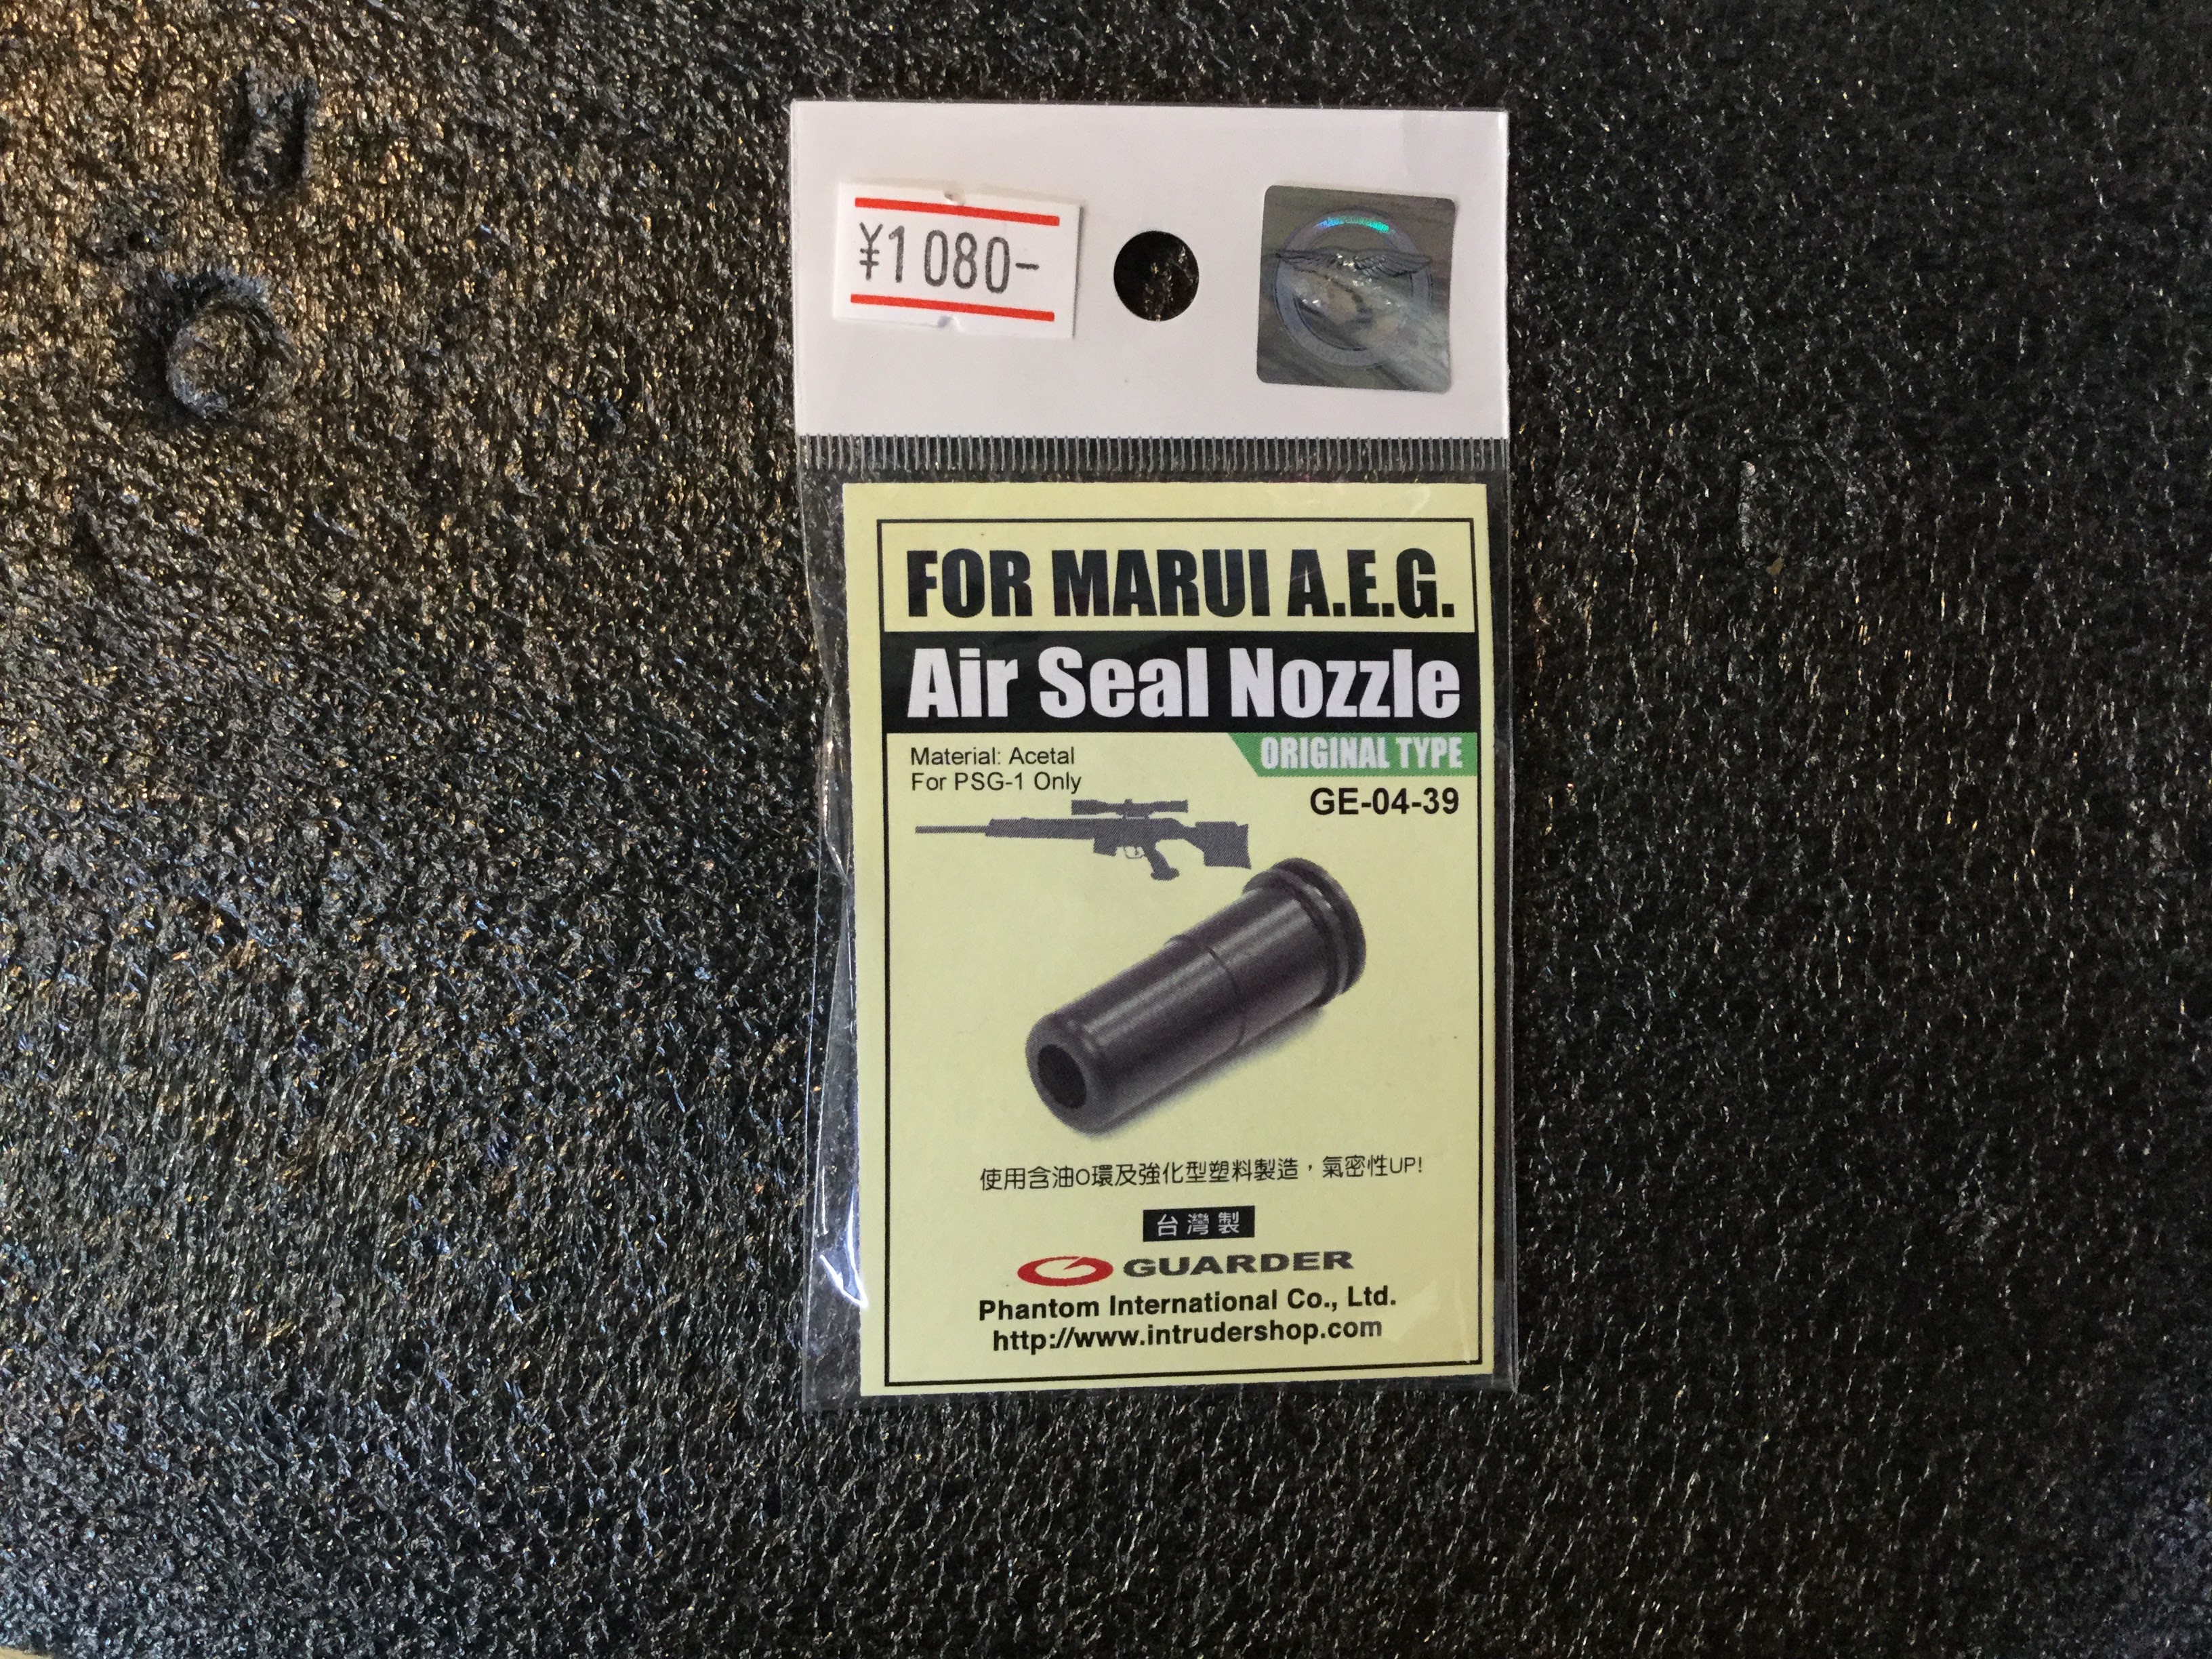 ¥1080-
FOR MARUI A.E.G.
Air Seal Nozzle
Material: Acetal
For PSG-1 Only
ORIGINAL TYPE
GE-04-39
使用含油O環及強化型塑料製造，氣密性UP!
台灣製
GUARDER
Phantom International Co., Ltd.
http://www.intrudershop.com